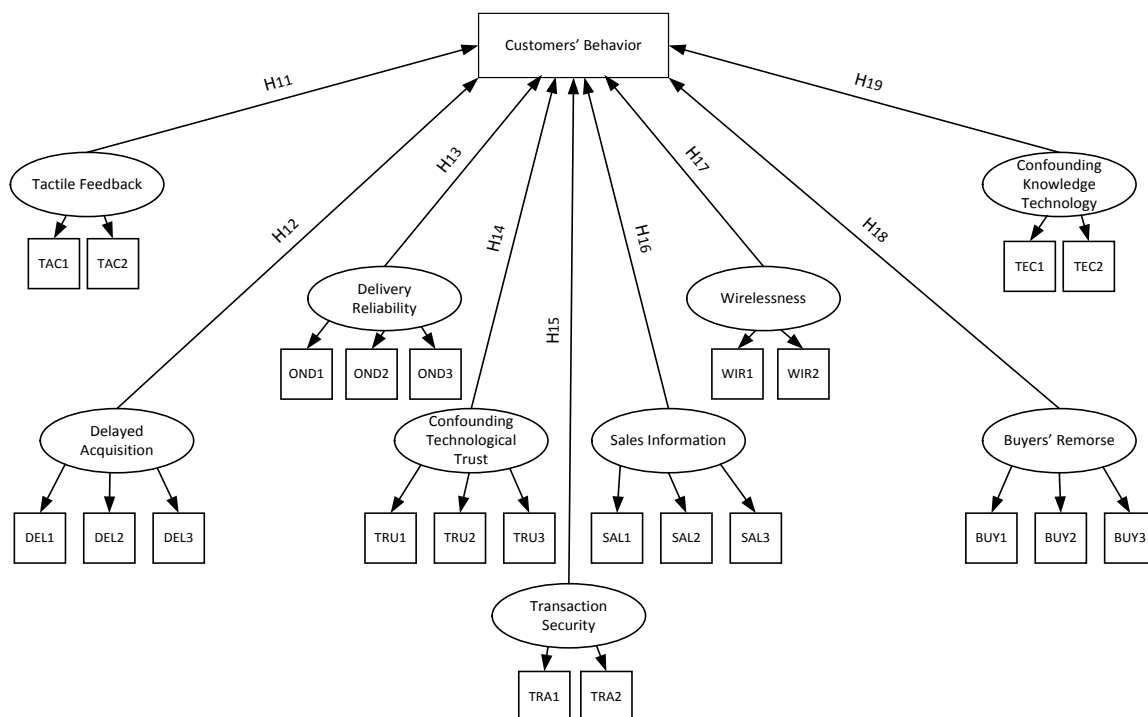 Customers’ Behavior
H11
H12
H13
H14
H15
H16
H17
H18
H19
Tactile Feedback
TAC1
TAC2
Confounding
Knowledge
Technology
TEC1
TEC2
Delivery
Reliability
OND1
OND2
OND3
Wirelessness
WIR1
WIR2
Delayed
Acquisition
DEL1
DEL2
DEL3
Confounding
Technological
Trust
TRU1
TRU2
TRU3
Sales Information
SAL1
SAL2
SAL3
Buyers’ Remorse
BUY1
BUY2
BUY3
Transaction
Security
TRA1
TRA2